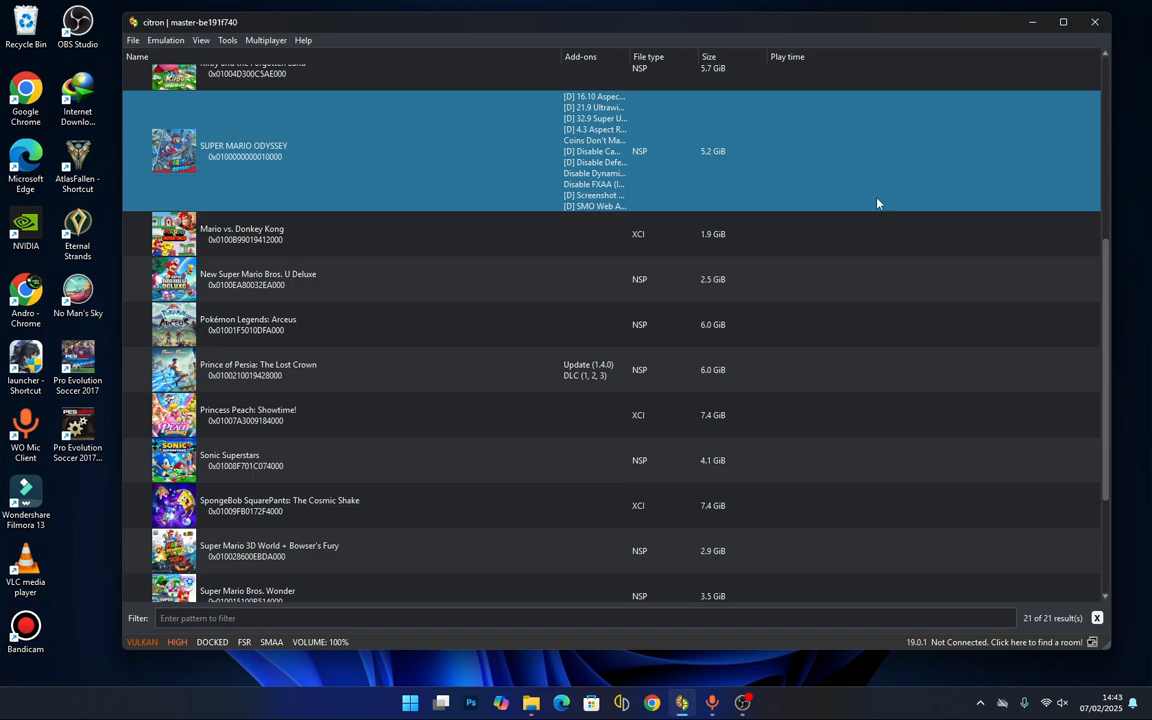 Recycle Bin
OBS Studio
Google
Chrome
Internet
Downlo...
Microsoft
Edge
AtlasFallen -
Shortcut
NVIDIA
Eternal
Strands
Andro -
Chrome
No Man's Sky
launcher -
Shortcut
Pro Evolution
Soccer 2017
WO Mic
Client
Pro Evolution
Soccer 2017...
Wondershare
Filmora 13
VLC media
player
Bandicam
citron | master-be191f740
File Emulation View Tools Multiplayer Help
Name Add-ons File type Size Play time
Kirby and the Forgotten Land
0x01004D300C5AE000
NSP 5.7 GiB
SUPER MARIO ODYSSEY
0x0100000000010000
[D] 16.10 Aspec...
[D] 21.9 Ultrawi...
[D] 32.9 Super U...
[D] 4.3 Aspect R...
Coins Don't Ma...
[D] Disable Ca...
[D] Disable Defe...
Disable Dynami...
Disable FXAA (I...
[D] Screenshot ...
[D] SMO Web A...
NSP 5.2 GiB
Mario vs. Donkey Kong
0x0100B99019412000
XCI 1.9 GiB
New Super Mario Bros. U Deluxe
0x0100EA80032EA000
NSP 2.5 GiB
Pokémon Legends: Arceus
0x01001F5010DFA000
NSP 6.0 GiB
Prince of Persia: The Lost Crown
0x0100210019428000
Update (1.4.0)
DLC (1, 2, 3)
NSP 6.0 GiB
Princess Peach: Showtime!
0x01007A3009184000
XCI 7.4 GiB
Sonic Superstars
0x01008F701C074000
NSP 4.1 GiB
SpongeBob SquarePants: The Cosmic Shake
0x01009FB0172F4000
XCI 7.4 GiB
Super Mario 3D World + Bowser's Fury
0x010028600EBDA000
NSP 2.9 GiB
Super Mario Bros. Wonder
0x010015100B514000
NSP 3.5 GiB
Filter: Enter pattern to filter 21 of 21 result(s) X
VULKAN HIGH DOCKED FSR SMAA VOLUME: 100% 19.0.1 Not Connected. Click here to find a room!
Ps
14:43
07/02/2025